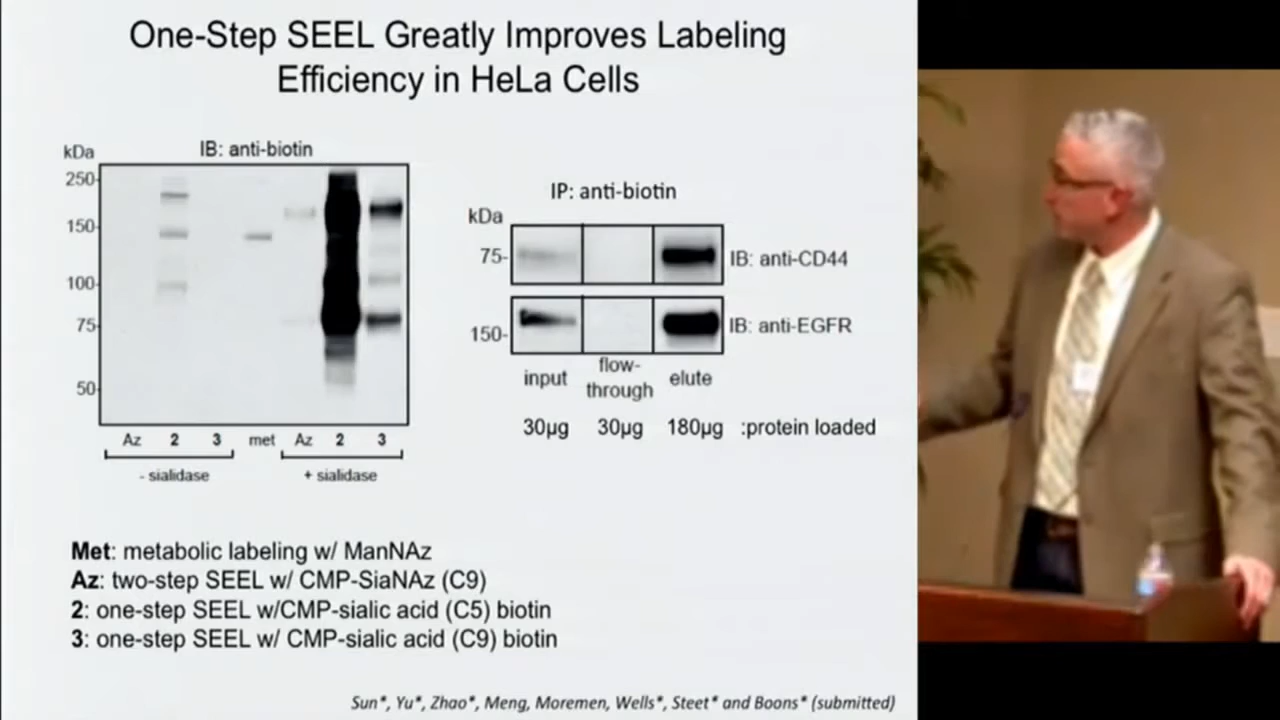 One-Step SEEL Greatly Improves Labeling
Efficiency in HeLa Cells
kDa
IB: anti-biotin
250
150
100
75
50
Az 2 3 met Az 2 3
- sialidase + sialidase
IP: anti-biotin
kDa
75- IB: anti-CD44
150- IB: anti-EGFR
input flow-through elute
30µg 30µg 180µg :protein loaded
Met: metabolic labeling w/ ManNAz
Az: two-step SEEL w/ CMP-SiaNAz (C9)
2: one-step SEEL w/CMP-sialic acid (C5) biotin
3: one-step SEEL w/ CMP-sialic acid (C9) biotin
Sun*, Yu*, Zhao*, Meng, Moremen, Wells*, Steet* and Boons* (submitted)